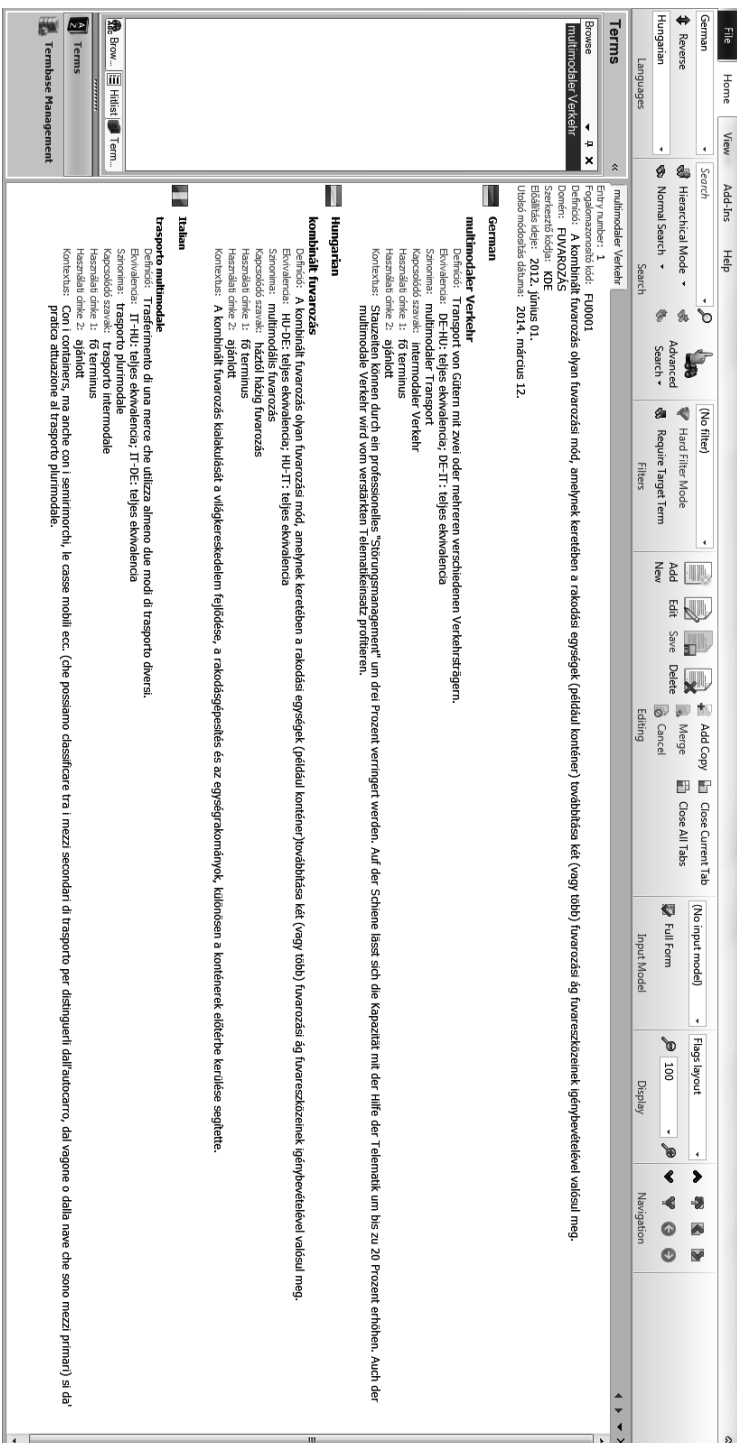 File Home View Add-Ins Help
German
Reverse
Hungarian
Languages
Search
Hierarchical Mode
Normal Search
Advanced
Search
Search
(No filter)
Hard Filter Mode
Require Target Term
Filters
Add
New
Edit
Save
Delete
Add Copy
Merge
Cancel
Close Current Tab
Close All Tabs
Editing
(No input model)
Full Form
Input Model
Flags layout
100
Display
Navigation
Terms «
Browse
multimodaler Verkehr
Brow... Hitlist Term...
Terms
Termbase Management
multimodaler Verkehr
Entry number: 1
Fogalomazonosító kód: FU0001
Definíció: A kombinált fuvarozás olyan fuvarozási mód, amelynek keretében a rakodási egységek (például konténer) továbbítása két (vagy több) fuvarozási ág fuvareszközeinek igénybevételével valósul meg.
Domén: FUVAROZÁS
Szerkesztő kódja: KDE
Előállítás ideje: 2012. június 01.
Utolsó módosítás dátuma: 2014. március 12.
German
multimodaler Verkehr
Definíció: Transport von Gütern mit zwei oder mehreren verschiedenen Verkehrsträgern.
Ekvivalencia: DE-HU: teljes ekvivalencia; DE-IT: teljes ekvivalencia
Szinonima: multimodaler Transport
Kapcsolódó szavak: intermodaler Verkehr
Használati címke 1: fő terminus
Használati címke 2: ajánlott
Kontextus: Stauzeiten können durch ein professionelles "Störungsmanagement" um drei Prozent verringert werden. Auf der Schiene lässt sich die Kapazität mit der Hilfe der Telematik um bis zu 20 Prozent erhöhen. Auch der
multimodale Verkehr wird vom verstärkten Telematikeinsatz profitieren.
Hungarian
kombinált fuvarozás
Definíció: A kombinált fuvarozás olyan fuvarozási mód, amelynek keretében a rakodási egységek (például konténer)továbbítása két (vagy több) fuvarozási ág fuvareszközeinek igénybevételével valósul meg.
Ekvivalencia: HU-DE: teljes ekvivalencia; HU-IT: teljes ekvivalencia
Szinonima: multimodális fuvarozás
Kapcsolódó szavak: háztól házig fuvarozás
Használati címke 1: fő terminus
Használati címke 2: ajánlott
Kontextus: A kombinált fuvarozás kialakulását a világkereskedelem fejlődése, a rakodásgépesítés és az egységrakományok, különösen a konténerek előtérbe kerülése segítette.
Italian
trasporto multimodale
Definíció: Trasferimento di una merce che utilizza almeno due modi di trasporto diversi.
Ekvivalencia: IT-HU: teljes ekvivalencia; IT-DE: teljes ekvivalencia
Szinonima: trasporto plurimodale
Kapcsolódó szavak: trasporto intermodale
Használati címke 1: fő terminus
Használati címke 2: ajánlott
Kontextus: Con i containers, ma anche con i semirimorchi, le casse mobili ecc. (che possiamo classificare tra i mezzi secondari di trasporto per distinguerli dall'autocarro, dal vagone o dalla nave che sono mezzi primari) si da'
pratica attuazione al trasporto plurimodale.